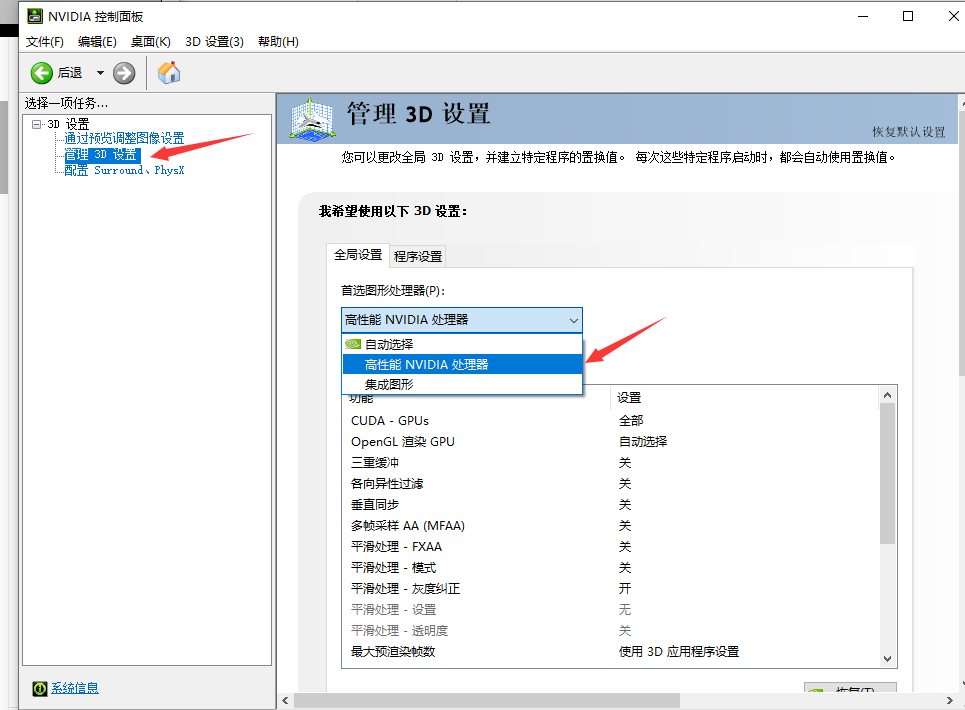 NVIDIA 控制面板
文件(F) 编辑(E) 桌面(K) 3D 设置(3) 帮助(H)
后退
选择一项任务...
3D 设置
通过预览调整图像设置
管理 3D 设置
配置 Surround、PhysX
系统信息
管理 3D 设置
恢复默认设置
您可以更改全局 3D 设置，并建立特定程序的置换值。 每次这些特定程序启动时，都会自动使用置换值。
我希望使用以下 3D 设置：
全局设置 程序设置
首选图形处理器(P)：
高性能 NVIDIA 处理器
自动选择
高性能 NVIDIA 处理器
集成图形
功能 设置
CUDA - GPUs 全部
OpenGL 渲染 GPU 自动选择
三重缓冲 关
各向异性过滤 关
垂直同步 关
多帧采样 AA (MFAA) 关
平滑处理 - FXAA 关
平滑处理 - 模式 关
平滑处理 - 灰度纠正 开
平滑处理 - 设置 无
平滑处理 - 透明度 关
最大预渲染帧数 使用 3D 应用程序设置
恢复(T)